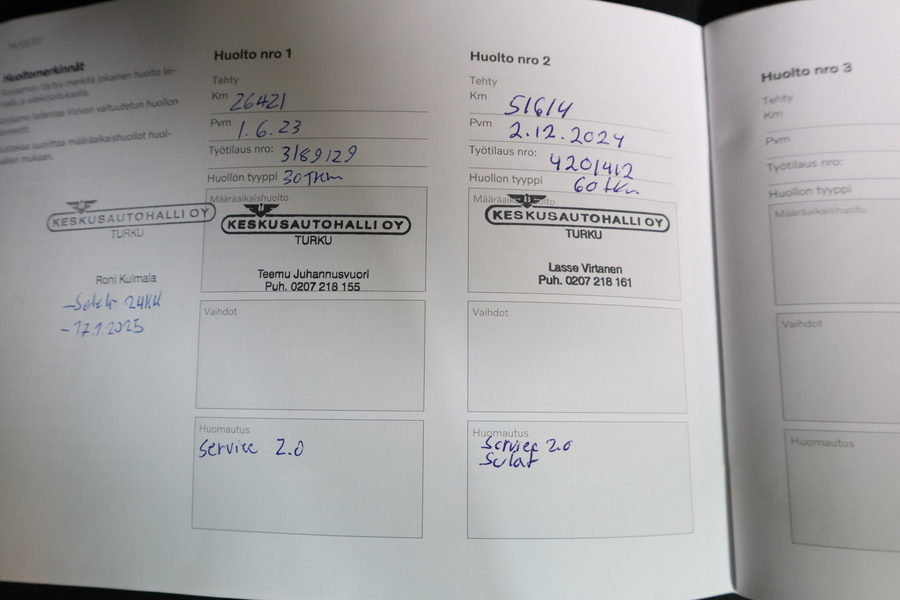 HUOLTO
Huoltomerkinnät
Huolto nro 1
Tehty
Km 26421
Pvm 1.6.23
Työtilaus nro: 3189129
Huollon tyyppi 30Tkm
Määräaikaishuolto
KESKUSAUTOHALLI OY
TURKU
Teemu Juhannusvuori
Puh. 0207 218 155
Vaihdot
Huomautus
Service 2.0
Huolto nro 2
Tehty
Km 51614
Pvm 2.12.2024
Työtilaus nro: 4201412
Huollon tyyppi 60tkm
Määräaikaishuolto
KESKUSAUTOHALLI OY
TURKU
Lasse Virtanen
Puh. 0207 218 161
Vaihdot
Huomautus
Service 2.0
Sulat
KESKUSAUTOHALLI OY
TURKU
Roni Kulmala
24KK
Huolto nro 3
Tehty
Km
Pvm
Työtilaus nro:
Huollon tyyppi
Määräaikaishuolto
Vaihdot
Huomautus